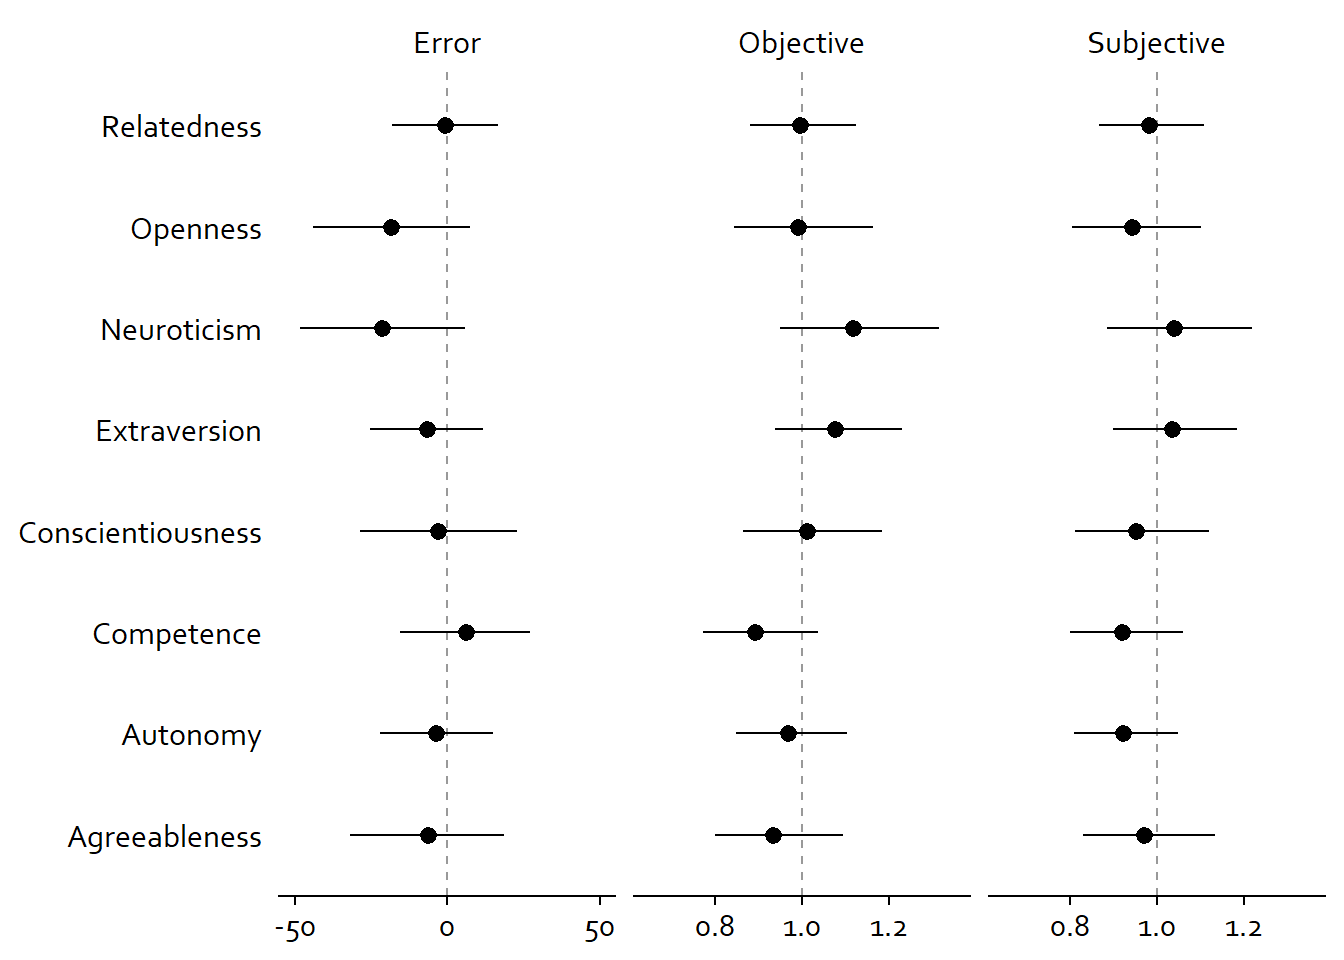 Error Objective Subjective
Relatedness
Openness
Neuroticism
Extraversion
Conscientiousness
Competence
Autonomy
Agreeableness
-50 0 50 0.8 1.0 1.2 0.8 1.0 1.2